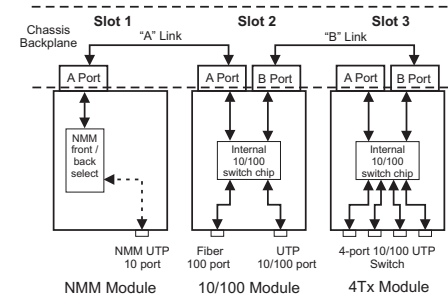 Chassis
Backplane
Slot 1
Slot 2
Slot 3
“A” Link
“B” Link
A Port
A Port
B Port
A Port
B Port
NMM
front /
back
select
Internal
10/100
switch chip
Internal
10/100
switch chip
NMM UTP
10 port
Fiber
100 port
UTP
10/100 port
4-port 10/100 UTP
Switch
NMM Module
10/100 Module
4Tx Module